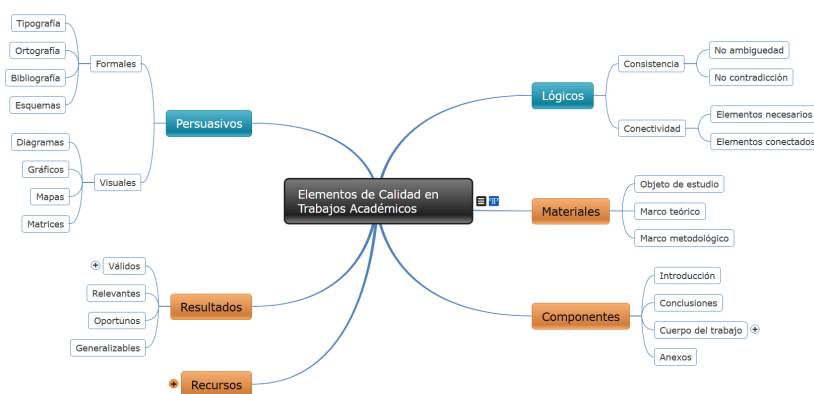 Tipografía
Ortografía
Bibliografía
Esquemas
Formales
Diagramas
Gráficos
Mapas
Matrices
Visuales
Persuasivos
Válidos
Relevantes
Oportunos
Generalizables
Resultados
Recursos
Elementos de Calidad en
Trabajos Académicos
Lógicos
Consistencia
No ambiguedad
No contradicción
Conectividad
Elementos necesarios
Elementos conectados
Materiales
Objeto de estudio
Marco teórico
Marco metodológico
Componentes
Introducción
Conclusiones
Cuerpo del trabajo
Anexos